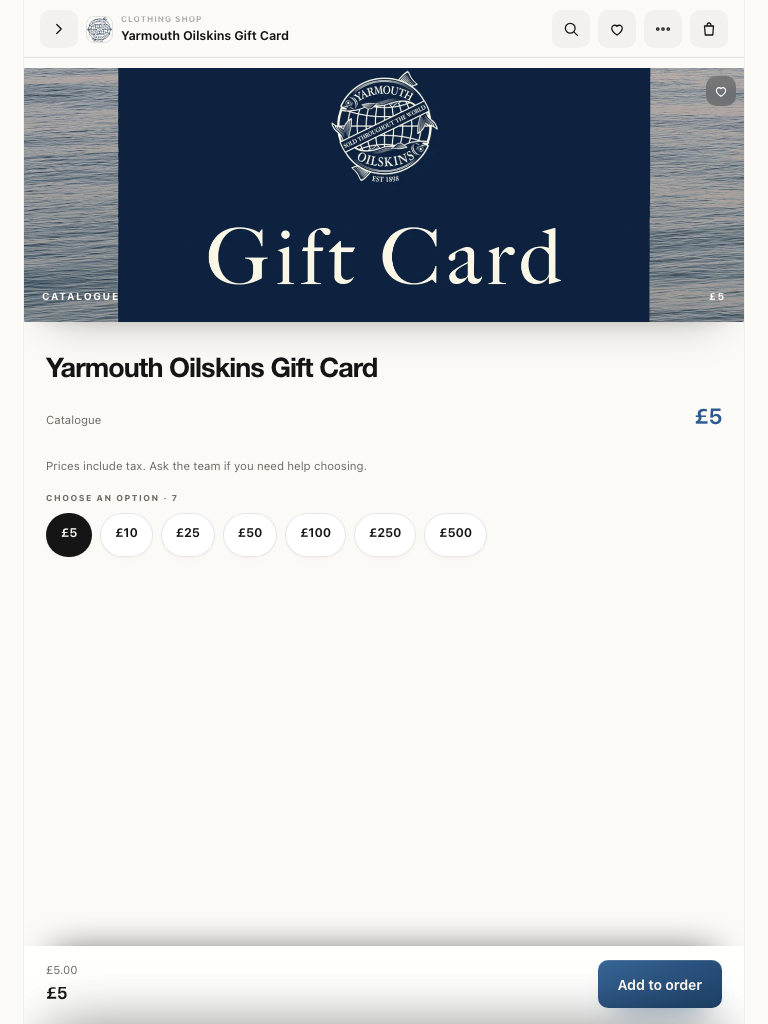 CLOTHING SHOP
Yarmouth Oilskins Gift Card
YARMOUTH
SOLD THROUGHOUT THE WORLD
OILSKINS
EST 1898
Gift Card
CATALOGUE
£5
Yarmouth Oilskins Gift Card
Catalogue
£5
Prices include tax. Ask the team if you need help choosing.
CHOOSE AN OPTION · 7
£5 £10 £25 £50 £100 £250 £500
£5.00
£5
Add to order